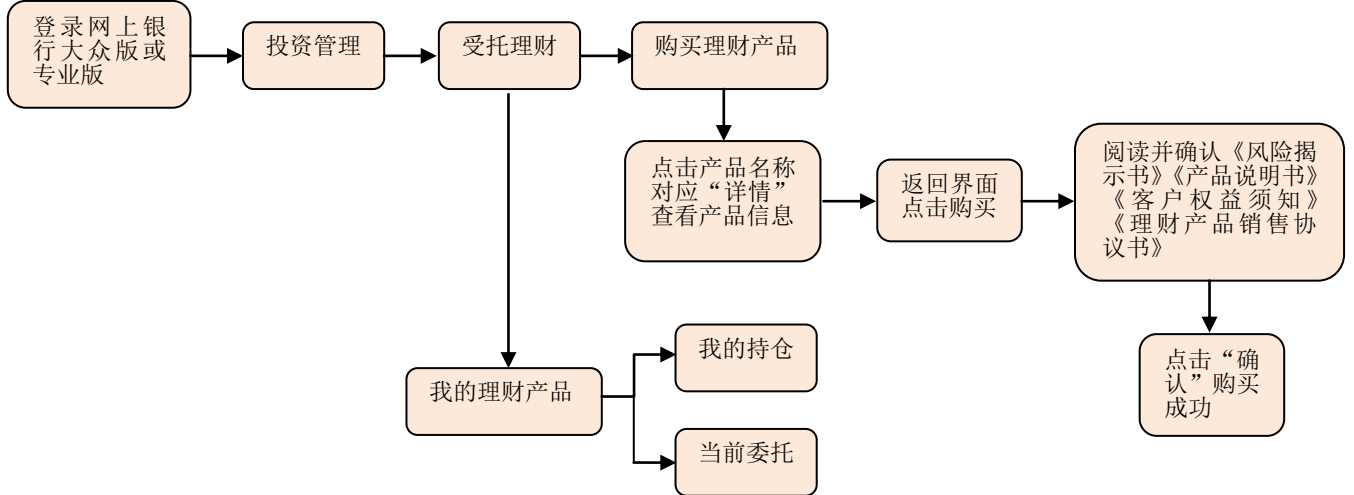 登录网上银
行大众版或
专业版
投资管理
受托理财
购买理财产品
点击产品名称
对应“详情”
查看产品信息
返回界面
点击购买
阅读并确认《风险揭
示书》《产品说明书》
《客户权益须知》
《理财产品销售协
议书》
点击“确
认”购买
成功
我的理财产品
我的持仓
当前委托